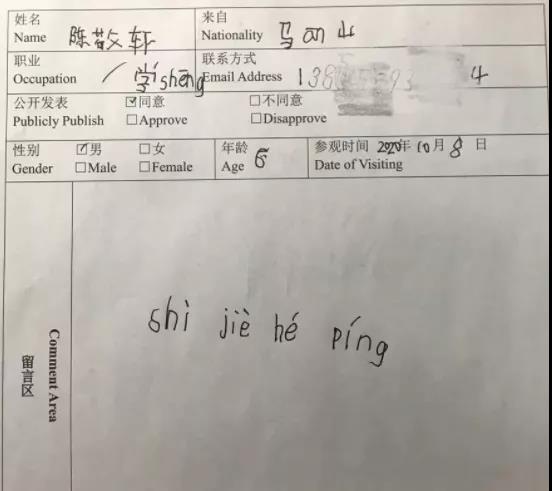 姓名 陈敬轩 来自 马 山
Name Nationality
职业 联系方式
Occupation 学shēng Email Address 138 4
公开发表 ☑同意 □不同意
Publicly Publish □Approve □Disapprove
性别 ☑男 □女 年龄 6 参观时间 2020年10月8日
Gender □Male □Female Age Date of Visiting
留言区
Comment Area
shì jiè hé píng